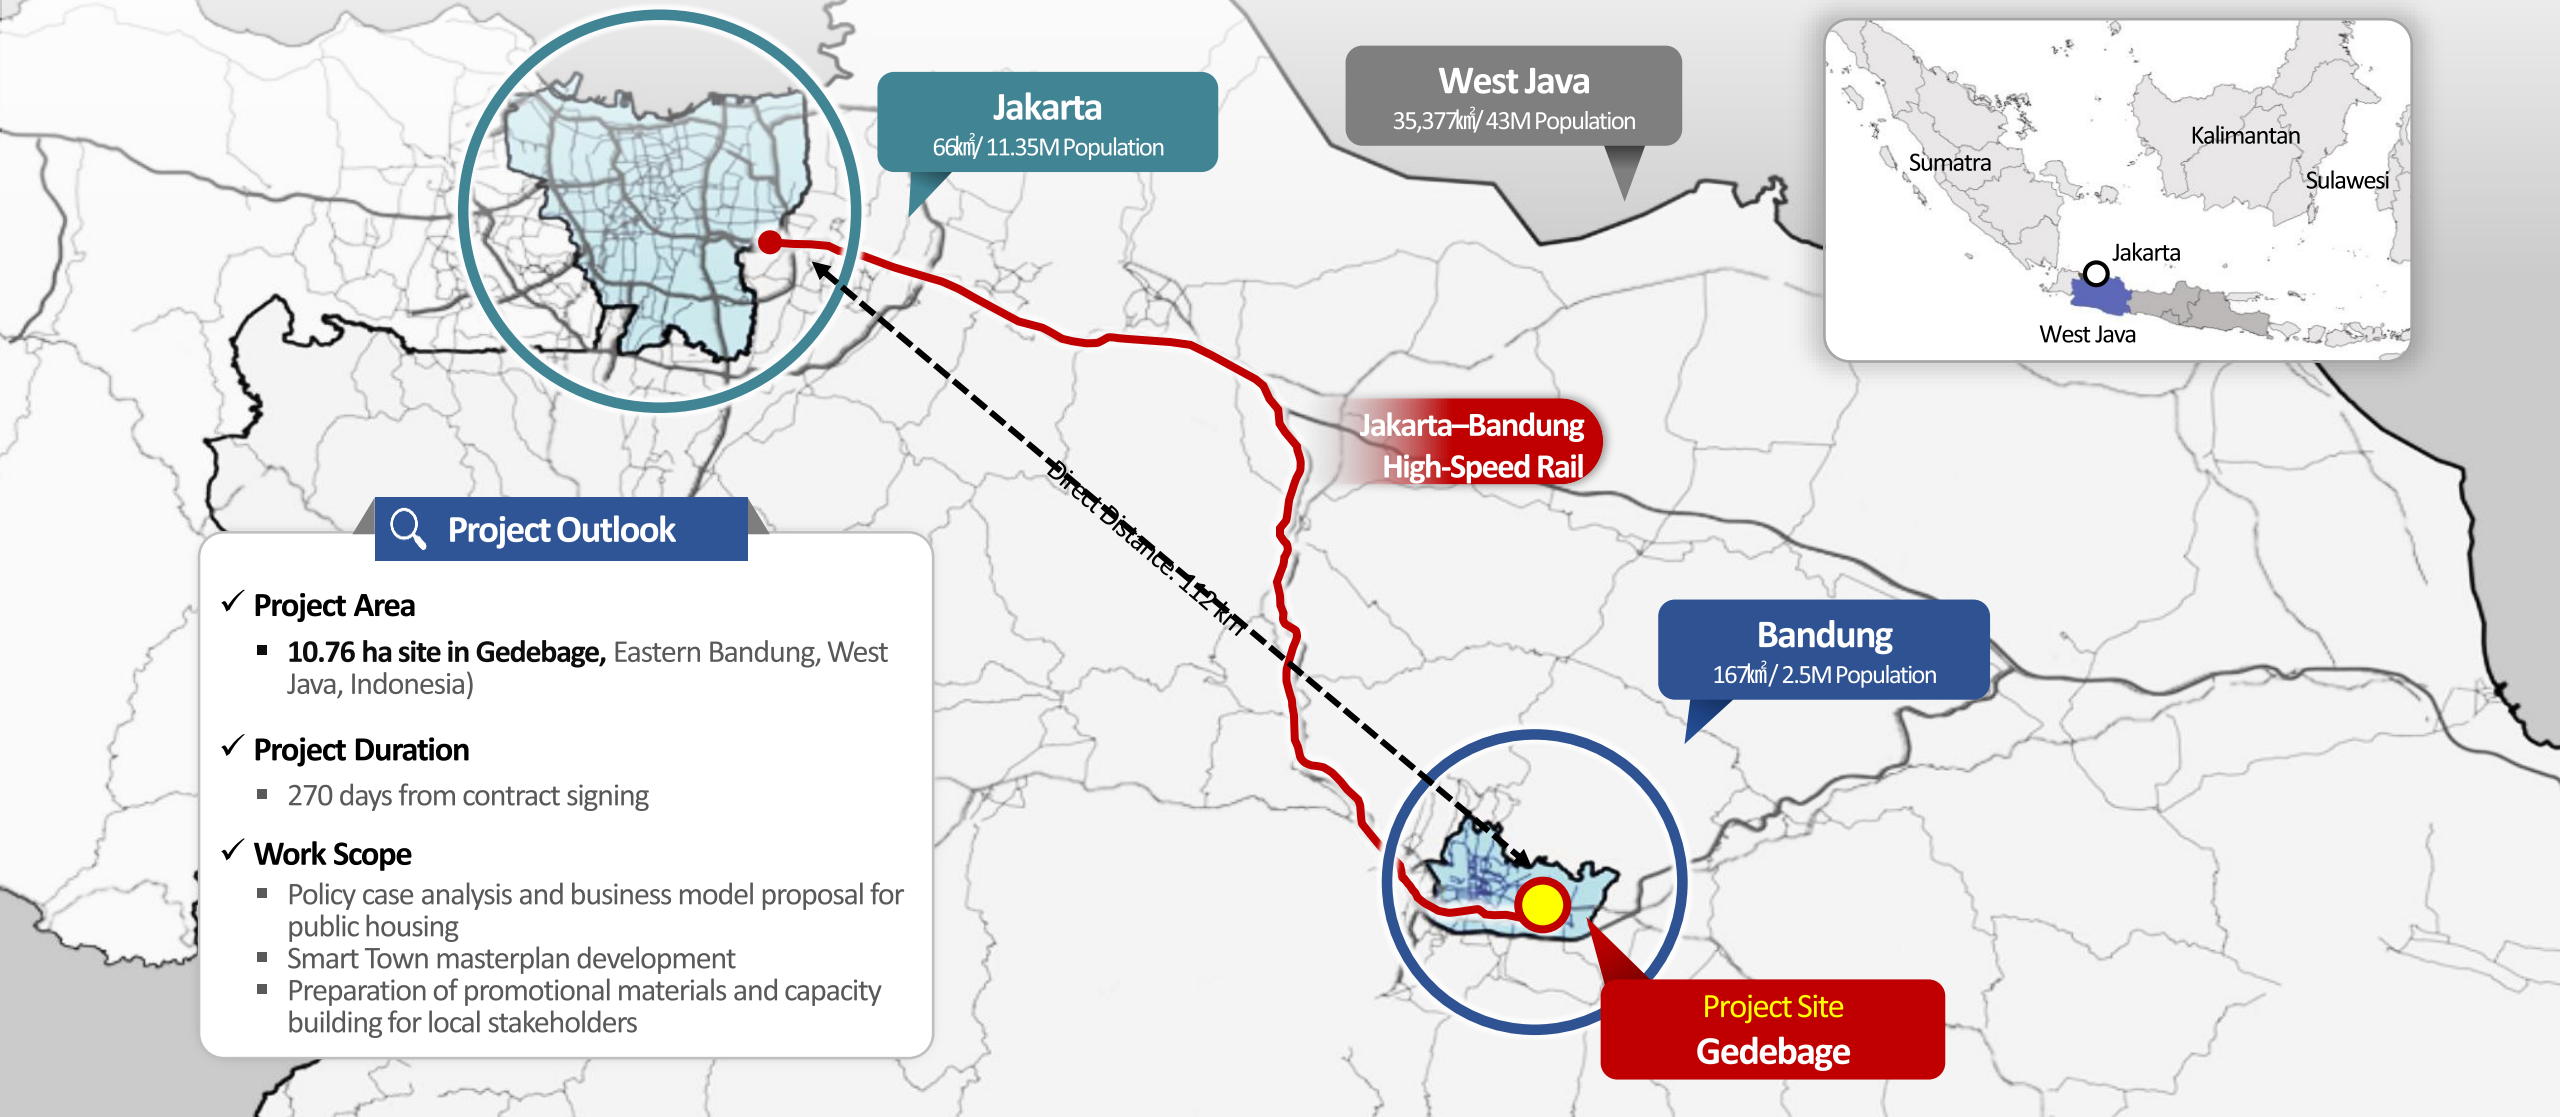 Jakarta
66㎢/ 11.35M Population
West Java
35,377㎢/ 43M Population
Sumatra
Kalimantan
Sulawesi
Jakarta
West Java
Jakarta–Bandung
High-Speed Rail
Direct Distance: 112 km
Project Outlook
✓ Project Area
▪ 10.76 ha site in Gedebage, Eastern Bandung, West
Java, Indonesia)
✓ Project Duration
▪ 270 days from contract signing
✓ Work Scope
▪ Policy case analysis and business model proposal for
public housing
▪ Smart Town masterplan development
▪ Preparation of promotional materials and capacity
building for local stakeholders
Bandung
167㎢ / 2.5M Population
Project Site
Gedebage